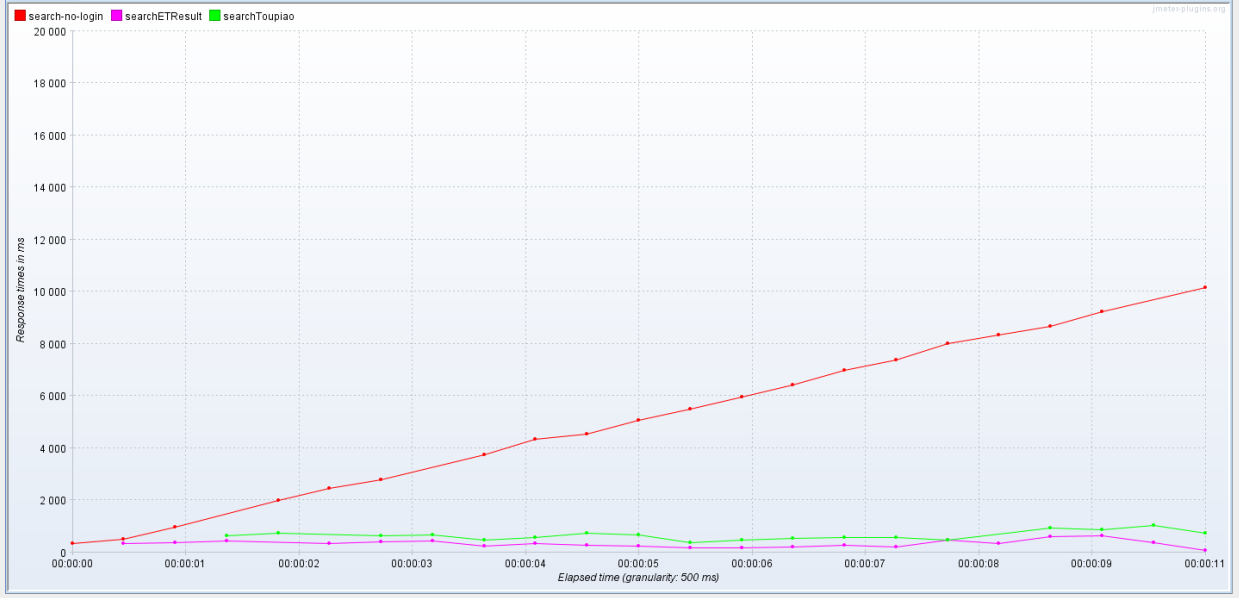 search-no-login searchETResult searchToupiao
jmeter-plugins.org
20 000
18 000
16 000
14 000
12 000
10 000
8 000
6 000
4 000
2 000
0
Response times in ms
00:00:00 00:00:01 00:00:02 00:00:03 00:00:04 00:00:05 00:00:06 00:00:07 00:00:08 00:00:09 00:00:11
Elapsed time (granularity: 500 ms)